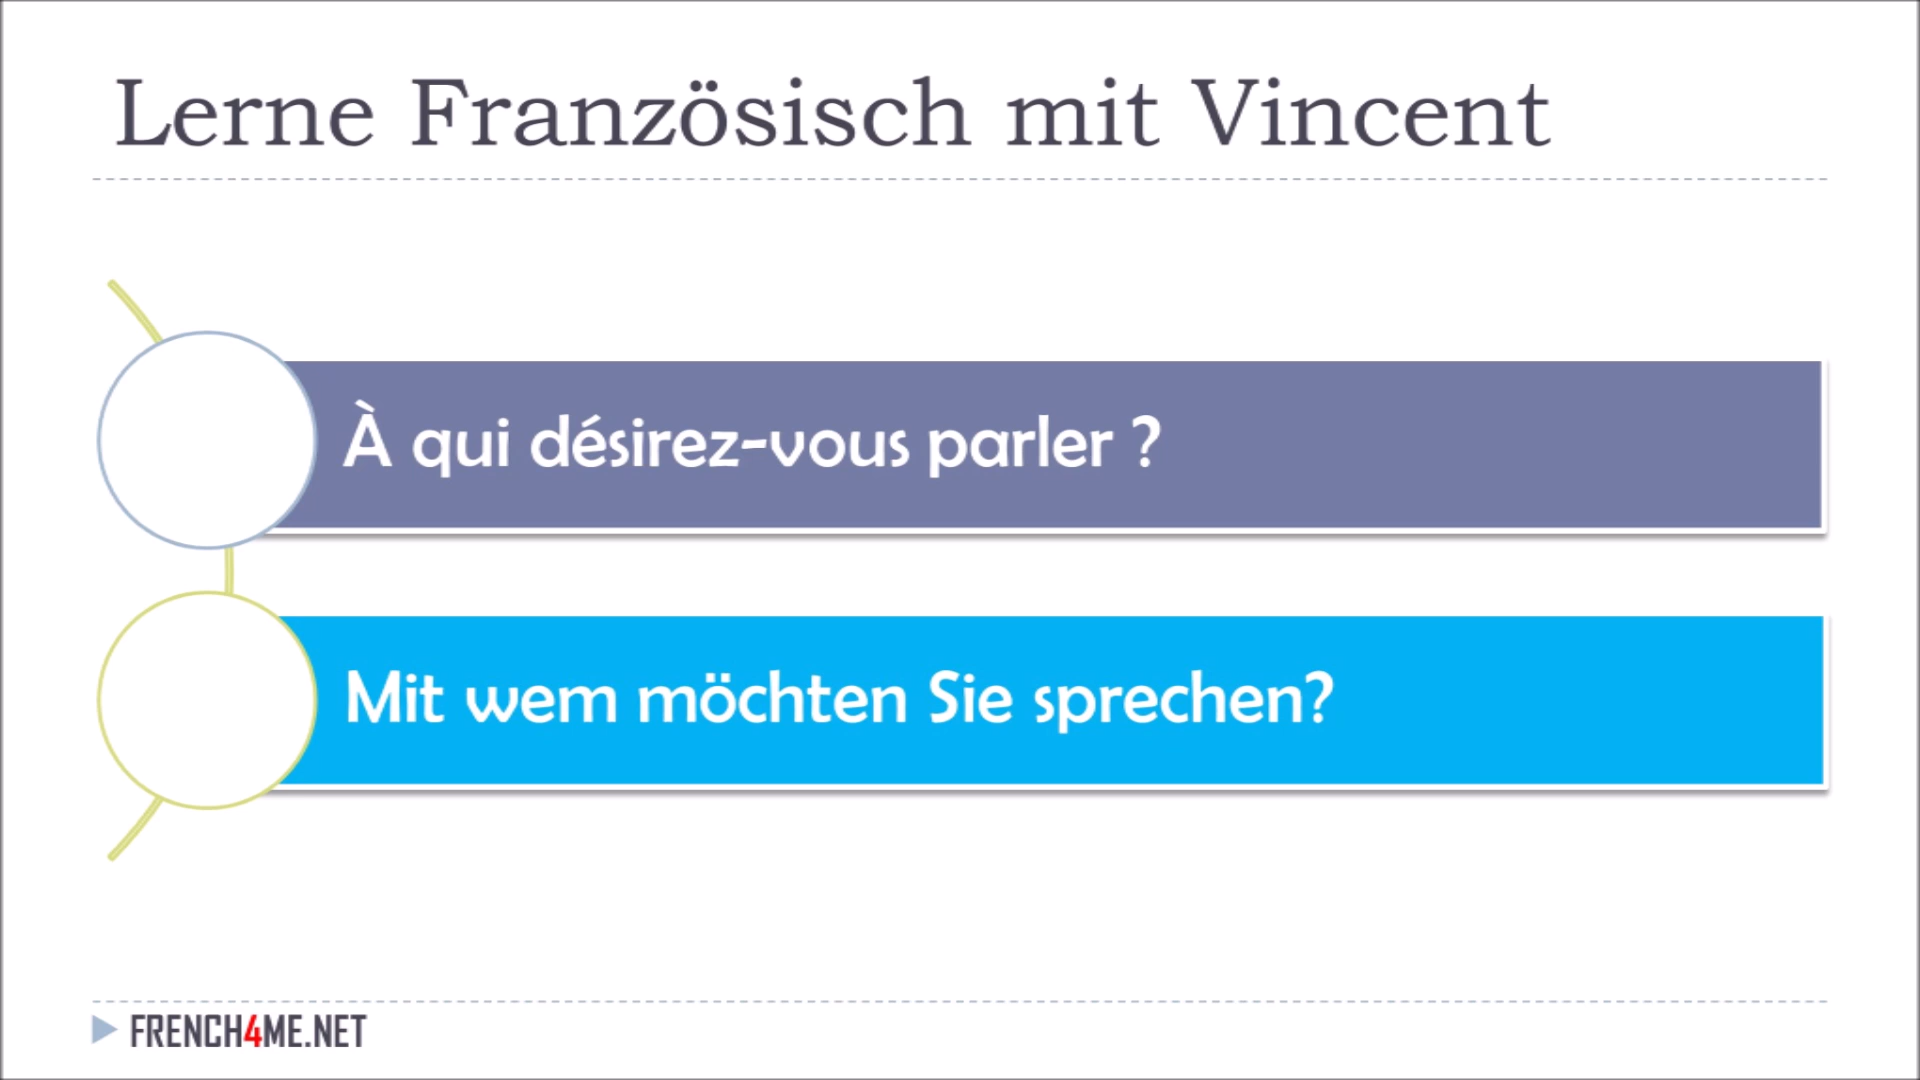 Lerne Französisch mit Vincent
À qui désirez-vous parler ?
Mit wem möchten Sie sprechen?
FRENCH4ME.NET